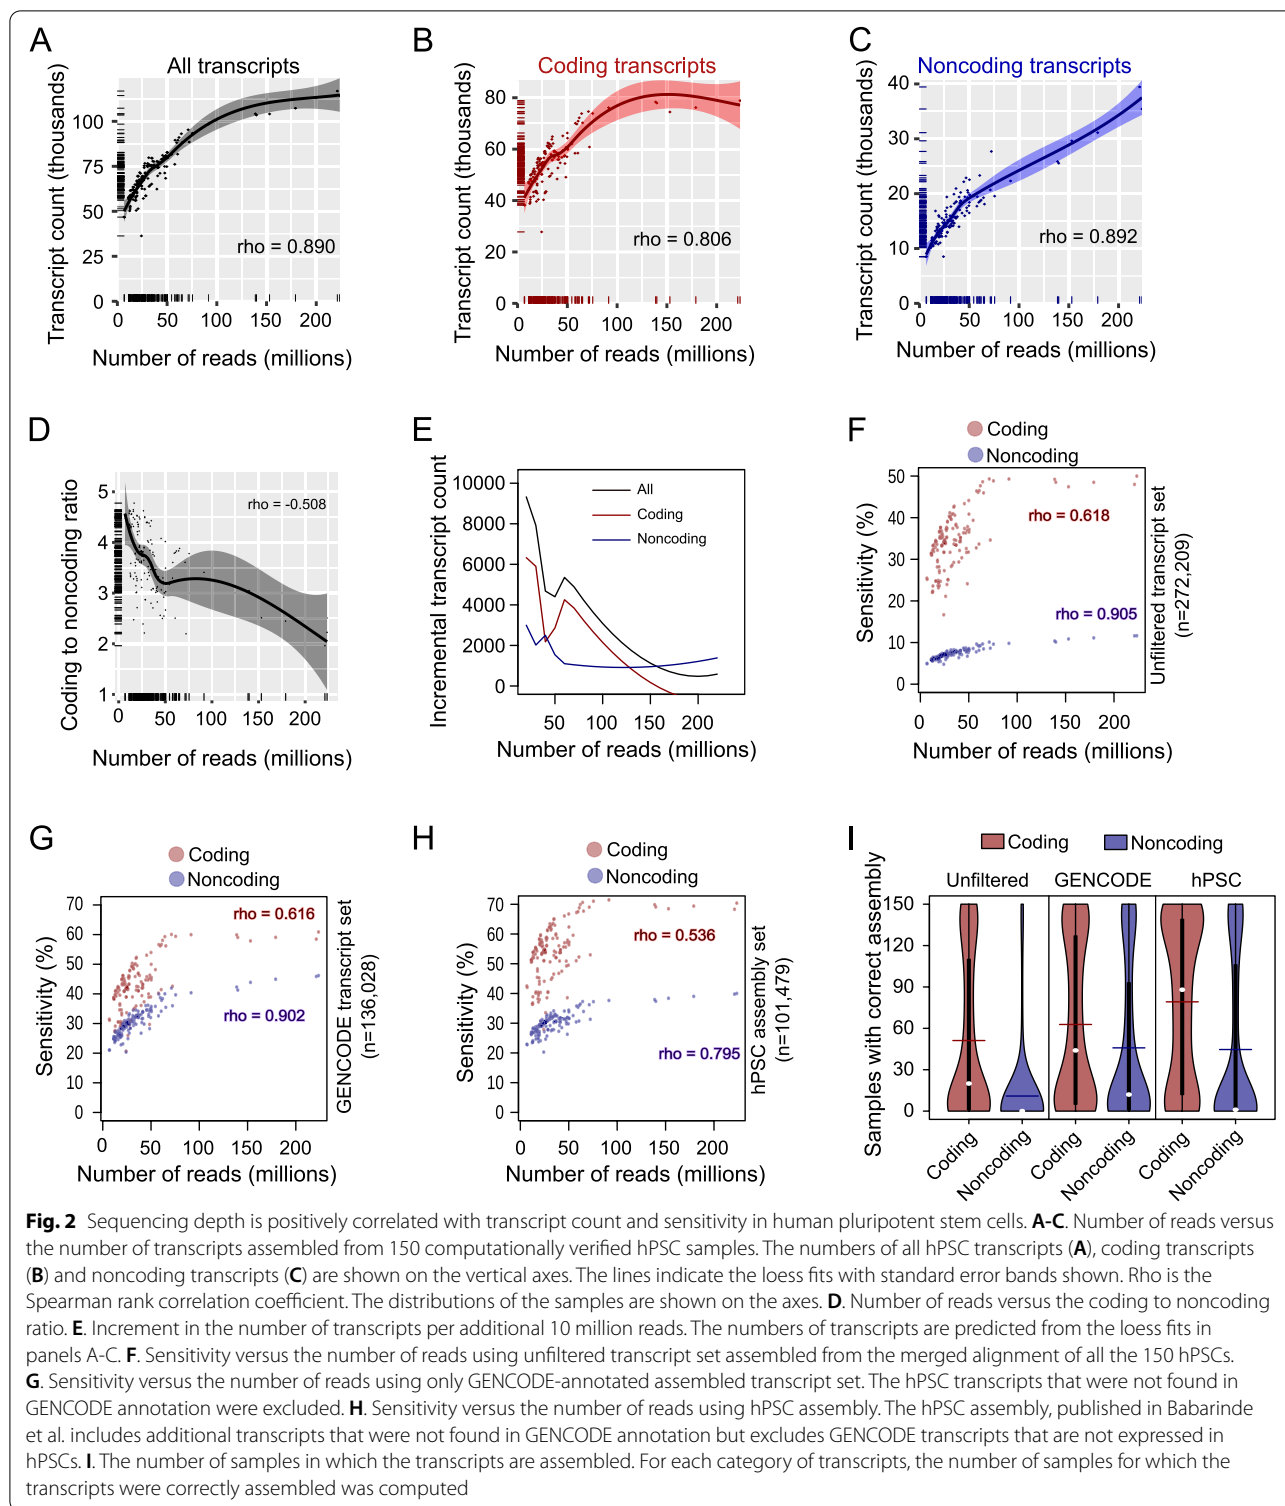 A
All transcripts
Transcript count (thousands)
100
75
50
25
0
rho = 0.890
0 50 100 150 200
Number of reads (millions)
B
Coding transcripts
Transcript count (thousands)
80
60
40
20
0
rho = 0.806
0 50 100 150 200
Number of reads (millions)
C
Noncoding transcripts
Transcript count (thousands)
40
30
20
10
0
rho = 0.892
0 50 100 150 200
Number of reads (millions)
D
Coding to noncoding ratio
5
4
3
2
1
rho = -0.508
0 50 100 150 200
Number of reads (millions)
E
Incremental transcript count
10000
8000
6000
4000
2000
0
All
Coding
Noncoding
50 100 150 200
Number of reads (millions)
F
Coding
Noncoding
Sensitivity (%)
50
40
30
20
10
0
rho = 0.618
rho = 0.905
Unfiltered transcript set
(n=272,209)
0 50 100 150 200
Number of reads (millions)
G
Coding
Noncoding
Sensitivity (%)
70
60
50
40
30
20
10
0
rho = 0.616
rho = 0.902
GENCODE transcript set
(n=136,028)
0 50 100 150 200
Number of reads (millions)
H
Coding
Noncoding
Sensitivity (%)
70
60
50
40
30
20
10
0
rho = 0.536
rho = 0.795
hPSC assembly set
(n=101,479)
0 50 100 150 200
Number of reads (millions)
I
Coding Noncoding
Unfiltered GENCODE hPSC
Samples with correct assembly
150
120
90
60
30
0
Coding Noncoding Coding Noncoding Coding Noncoding
Fig. 2 Sequencing depth is positively correlated with transcript count and sensitivity in human pluripotent stem cells. A-C. Number of reads versus
the number of transcripts assembled from 150 computationally verified hPSC samples. The numbers of all hPSC transcripts (A), coding transcripts
(B) and noncoding transcripts (C) are shown on the vertical axes. The lines indicate the loess fits with standard error bands shown. Rho is the
Spearman rank correlation coefficient. The distributions of the samples are shown on the axes. D. Number of reads versus the coding to noncoding
ratio. E. Increment in the number of transcripts per additional 10 million reads. The numbers of transcripts are predicted from the loess fits in
panels A-C. F. Sensitivity versus the number of reads using unfiltered transcript set assembled from the merged alignment of all the 150 hPSCs.
G. Sensitivity versus the number of reads using only GENCODE-annotated assembled transcript set. The hPSC transcripts that were not found in
GENCODE annotation were excluded. H. Sensitivity versus the number of reads using hPSC assembly. The hPSC assembly, published in Babarinde
et al. includes additional transcripts that were not found in GENCODE annotation but excludes GENCODE transcripts that are not expressed in
hPSCs. I. The number of samples in which the transcripts are assembled. For each category of transcripts, the number of samples for which the
transcripts were correctly assembled was computed